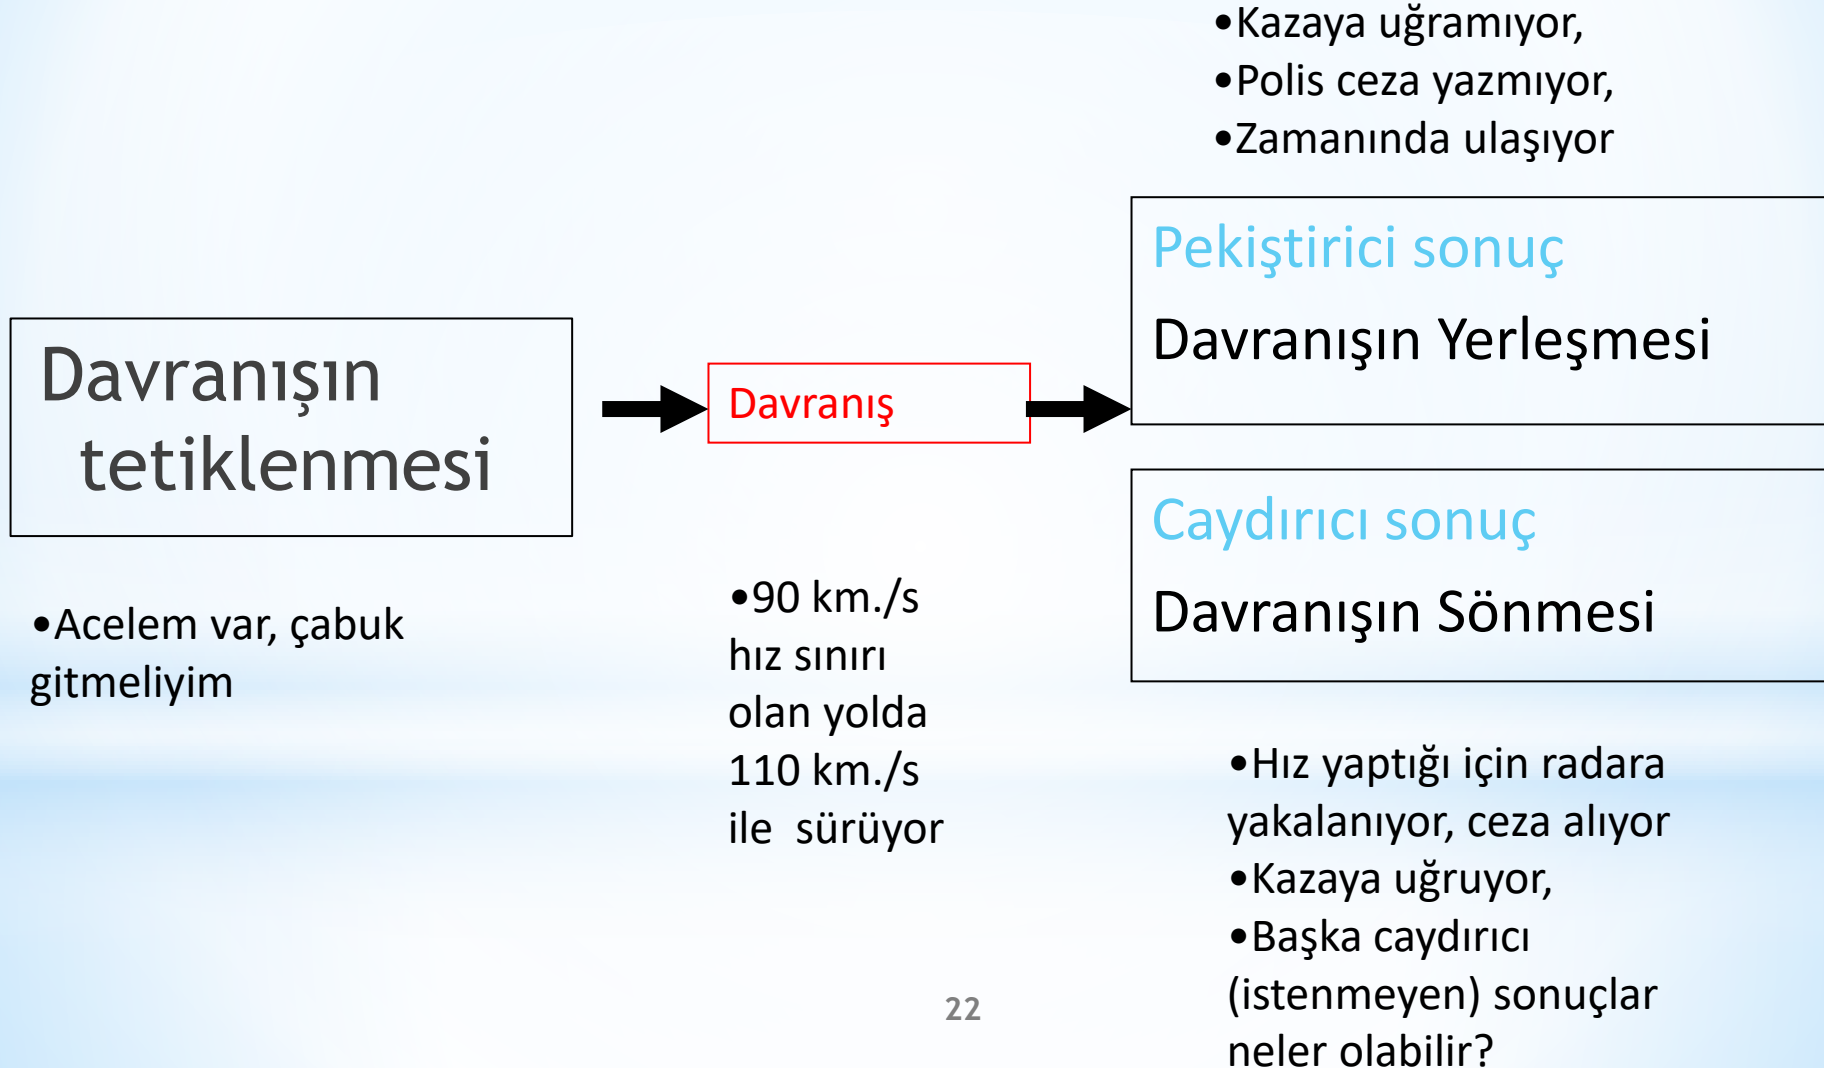 •Kazaya uğramıyor,
•Polis ceza yazmıyor,
•Zamanında ulaşıyor
Pekiştirici sonuç
Davranışın Yerleşmesi
Davranışın
tetiklenmesi
Davranış
Caydırıcı sonuç
Davranışın Sönmesi
•Acelem var, çabuk
gitmeliyim
•90 km./s
hız sınırı
olan yolda
110 km./s
ile  sürüyor
•Hız yaptığı için radara
yakalanıyor, ceza alıyor
•Kazaya uğruyor,
•Başka caydırıcı
(istenmeyen) sonuçlar
neler olabilir?
22